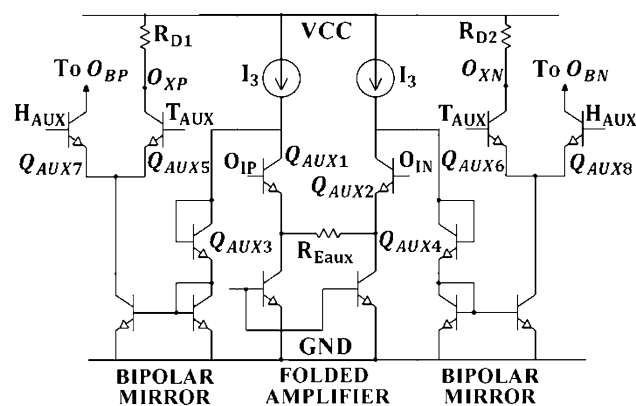 VCC
R_D1
R_D2
To O_BP
O_XP
I_3
I_3
O_XN
To O_BN
H_AUX
T_AUX
T_AUX
H_AUX
Q_AUX7
Q_AUX5
O_IP
Q_AUX1
O_IN
Q_AUX2
Q_AUX6
Q_AUX8
Q_AUX3
R_Eaux
Q_AUX4
GND
BIPOLAR
MIRROR
FOLDED
AMPLIFIER
BIPOLAR
MIRROR